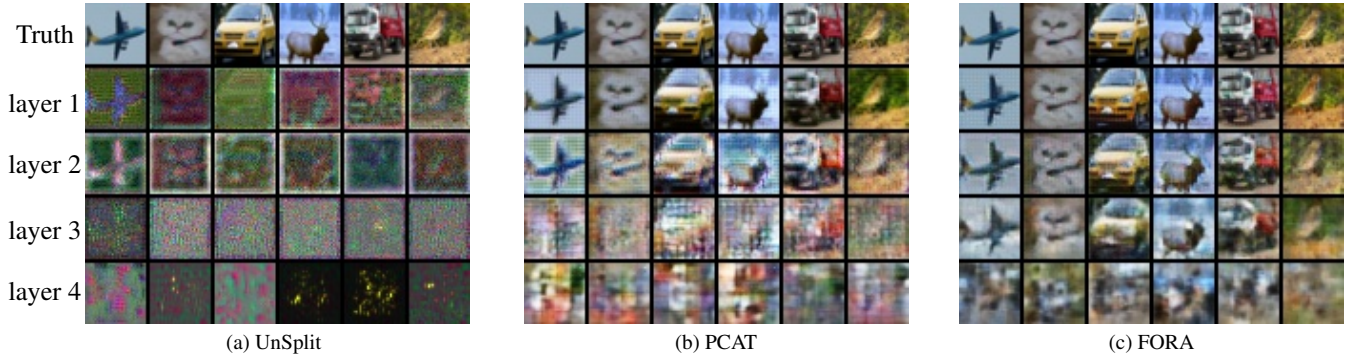 Truth
layer 1
layer 2
layer 3
layer 4
(a) UnSplit
(b) PCAT
(c) FORA